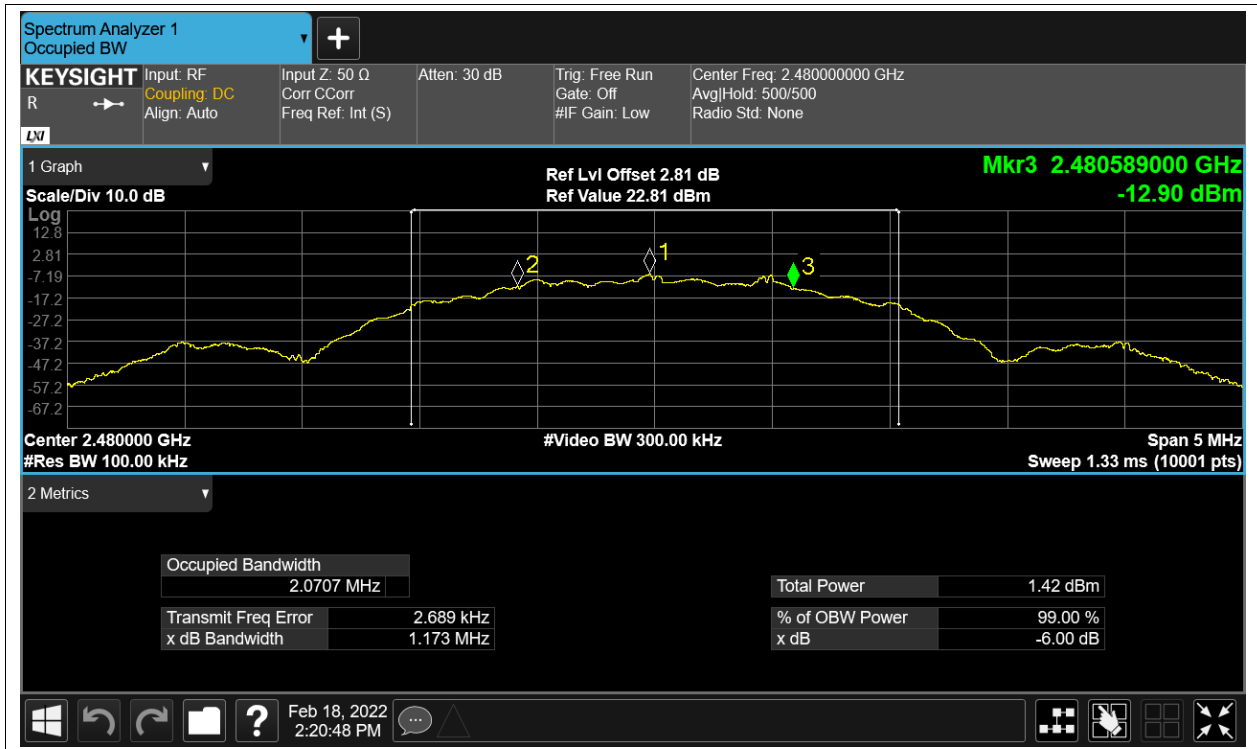 Spectrum Analyzer 1
Occupied BW
KEYSIGHT
R
LXI
Input: RF
Coupling: DC
Align: Auto
Input Z: 50 Ω
Corr CCorr
Freq Ref: Int (S)
Atten: 30 dB
Trig: Free Run
Gate: Off
#IF Gain: Low
Center Freq: 2.480000000 GHz
Avg|Hold: 500/500
Radio Std: None
1 Graph
Scale/Div 10.0 dB
Ref Lvl Offset 2.81 dB
Ref Value 22.81 dBm
Mkr3 2.480589000 GHz
-12.90 dBm
Log
12.8
2.81
-7.19
-17.2
-27.2
-37.2
-47.2
-57.2
-67.2
2
1
3
Center 2.480000 GHz
#Res BW 100.00 kHz
#Video BW 300.00 kHz
Span 5 MHz
Sweep 1.33 ms (10001 pts)
2 Metrics
Occupied Bandwidth
2.0707 MHz
Transmit Freq Error 2.689 kHz
x dB Bandwidth 1.173 MHz
Total Power 1.42 dBm
% of OBW Power 99.00 %
x dB -6.00 dB
?
Feb 18, 2022
2:20:48 PM